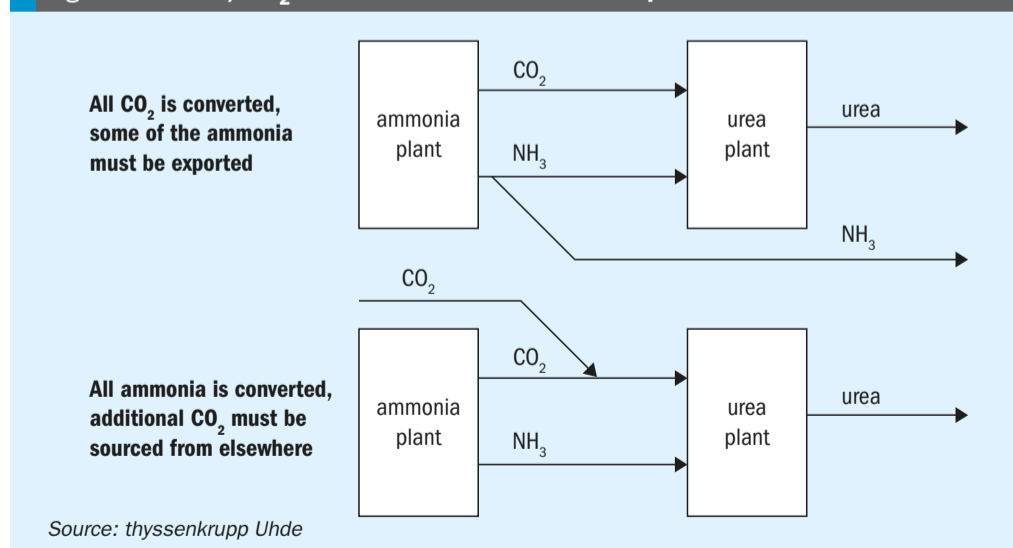 All CO₂ is converted,
some of the ammonia
must be exported
ammonia
plant
CO₂
NH₃
urea
plant
urea
NH₃
CO₂
All ammonia is converted,
additional CO₂ must be
sourced from elsewhere
ammonia
plant
CO₂
NH₃
urea
plant
urea
Source: thyssenkrupp Uhde